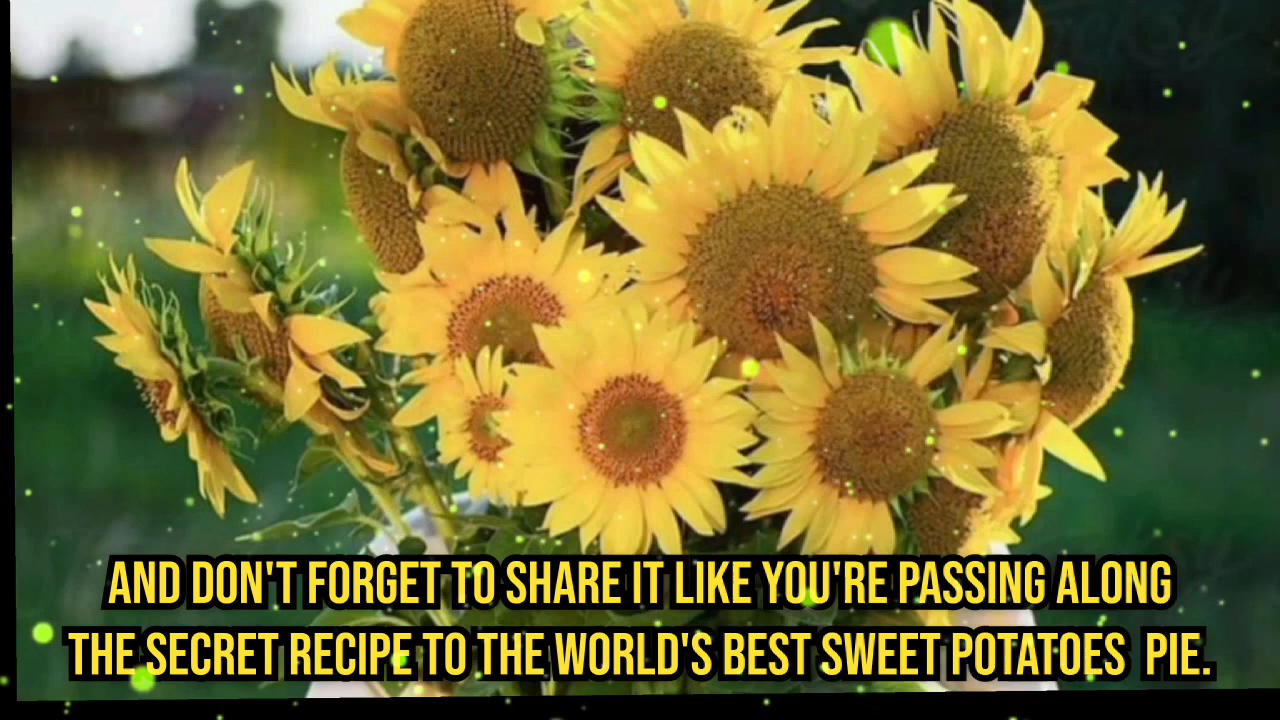 AND DON'T FORGET TO SHARE IT LIKE YOU'RE PASSING ALONG
THE SECRET RECIPE TO THE WORLD'S BEST SWEET POTATOES  PIE.